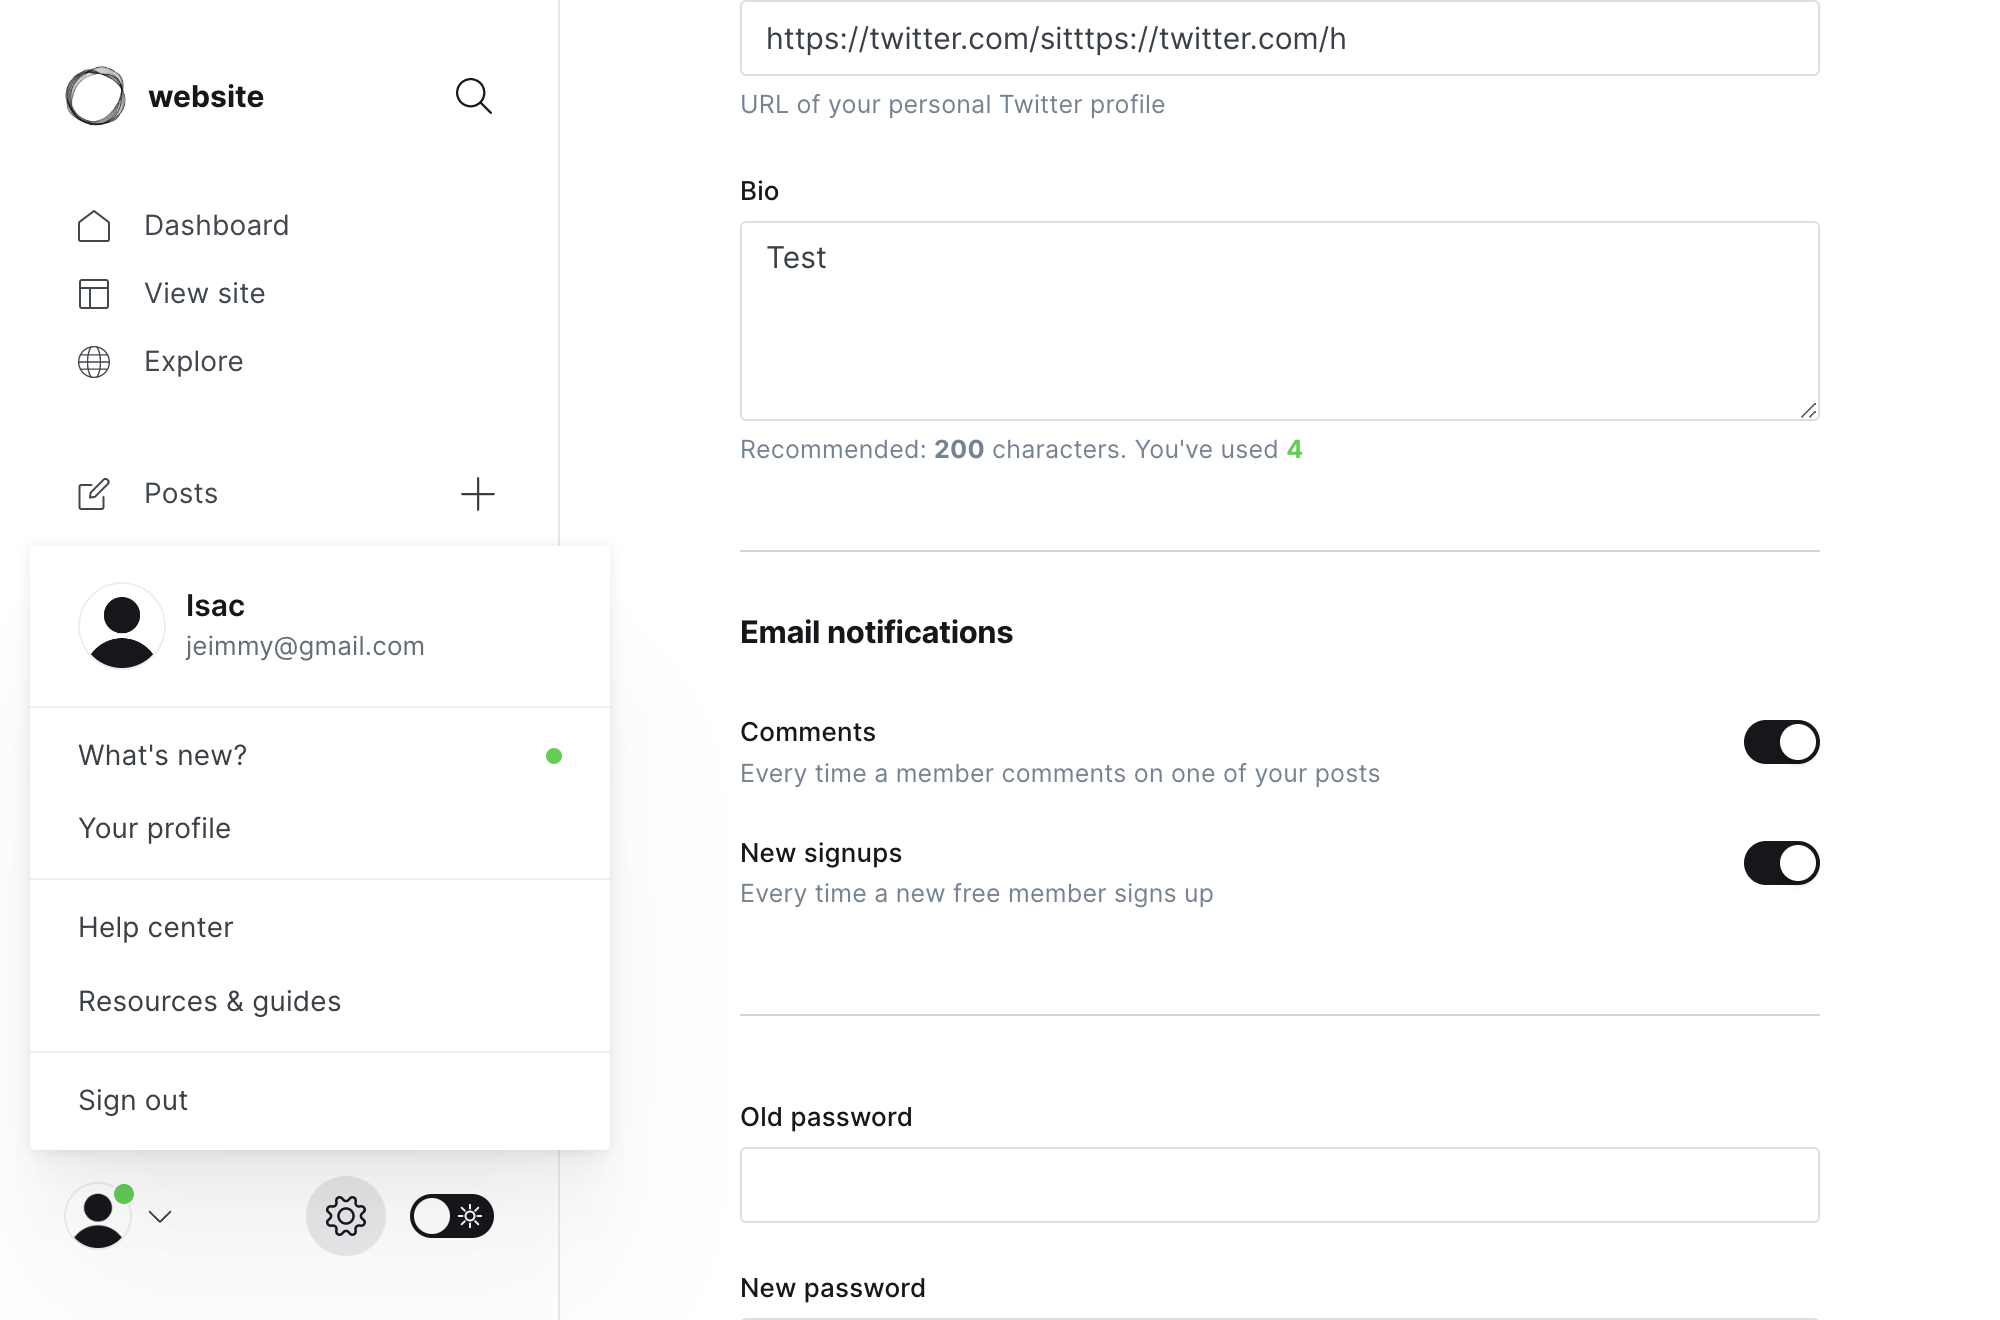 website
Dashboard
View site
Explore
Posts
Isac
jeimmy@gmail.com
What's new?
Your profile
Help center
Resources & guides
Sign out
https://twitter.com/sitttps://twitter.com/h
URL of your personal Twitter profile
Bio
Test
Recommended: 200 characters. You've used 4
Email notifications
Comments
Every time a member comments on one of your posts
New signups
Every time a new free member signs up
Old password
New password